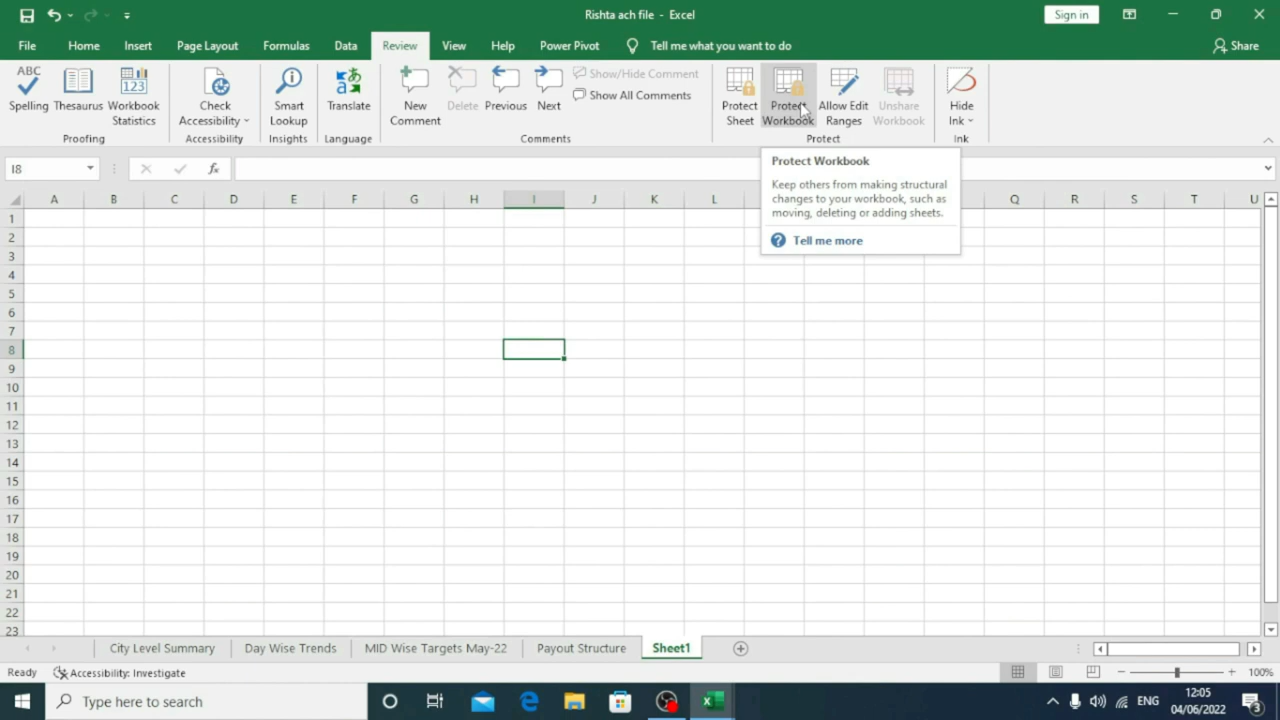 Rishta ach file - Excel
Sign in
File Home Insert Page Layout Formulas Data Review View Help Power Pivot Tell me what you want to do Share
ABC
Spelling
Thesaurus
123
Workbook Statistics
Check Accessibility
Smart Lookup
Translate
New Comment
Delete
Previous
Next
Show/Hide Comment
Show All Comments
Protect Sheet
Protect Workbook
Allow Edit Ranges
Unshare Workbook
Hide Ink
Proofing Accessibility Insights Language Comments Protect Ink
I8 fx
Protect Workbook
Keep others from making structural
changes to your workbook, such as
moving, deleting or adding sheets.
? Tell me more
A B C D E F G H I J K L Q R S T U
1
2
3
4
5
6
7
8
9
10
11
12
13
14
15
16
17
18
19
20
21
22
23
City Level Summary Day Wise Trends MID Wise Targets May-22 Payout Structure Sheet1
Ready Accessibility: Investigate 100%
Type here to search
ENG
12:05
04/06/2022
3